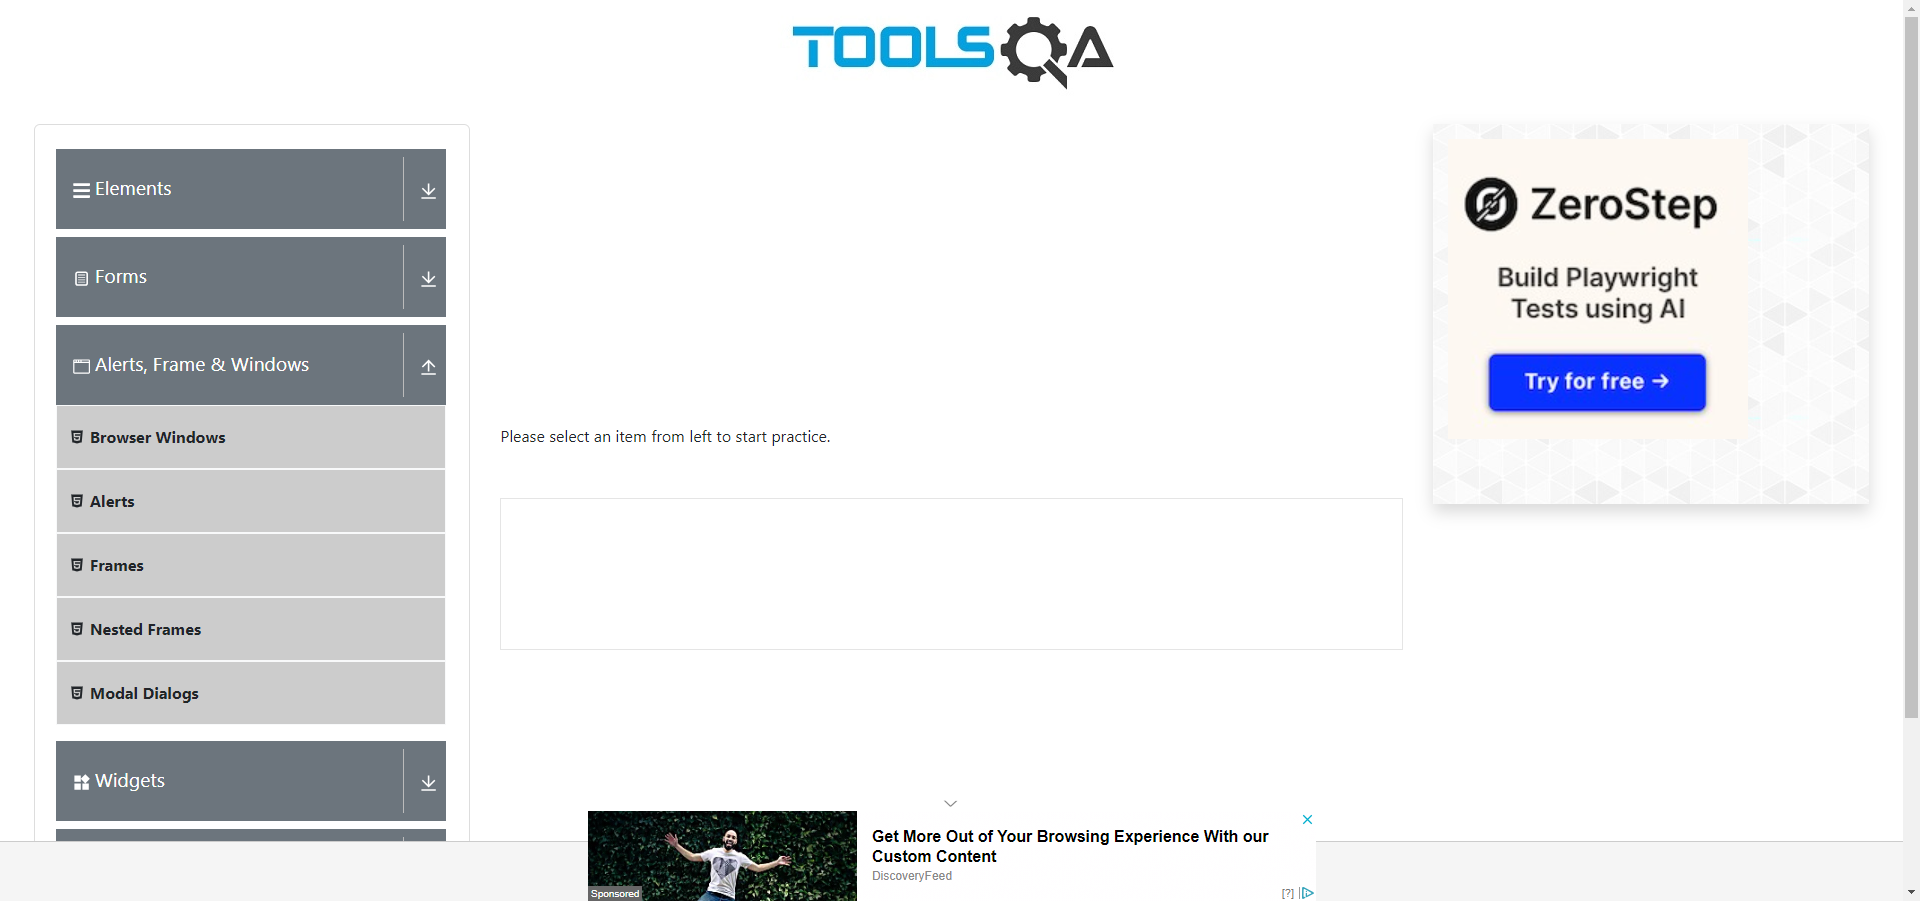 TOOLSQA
Elements
Forms
Alerts, Frame & Windows
Browser Windows
Alerts
Frames
Nested Frames
Modal Dialogs
Widgets
Please select an item from left to start practice.
ZeroStep
Build Playwright
Tests using AI
Try for free →
Sponsored
Get More Out of Your Browsing Experience With our
Custom Content
DiscoveryFeed
[?]